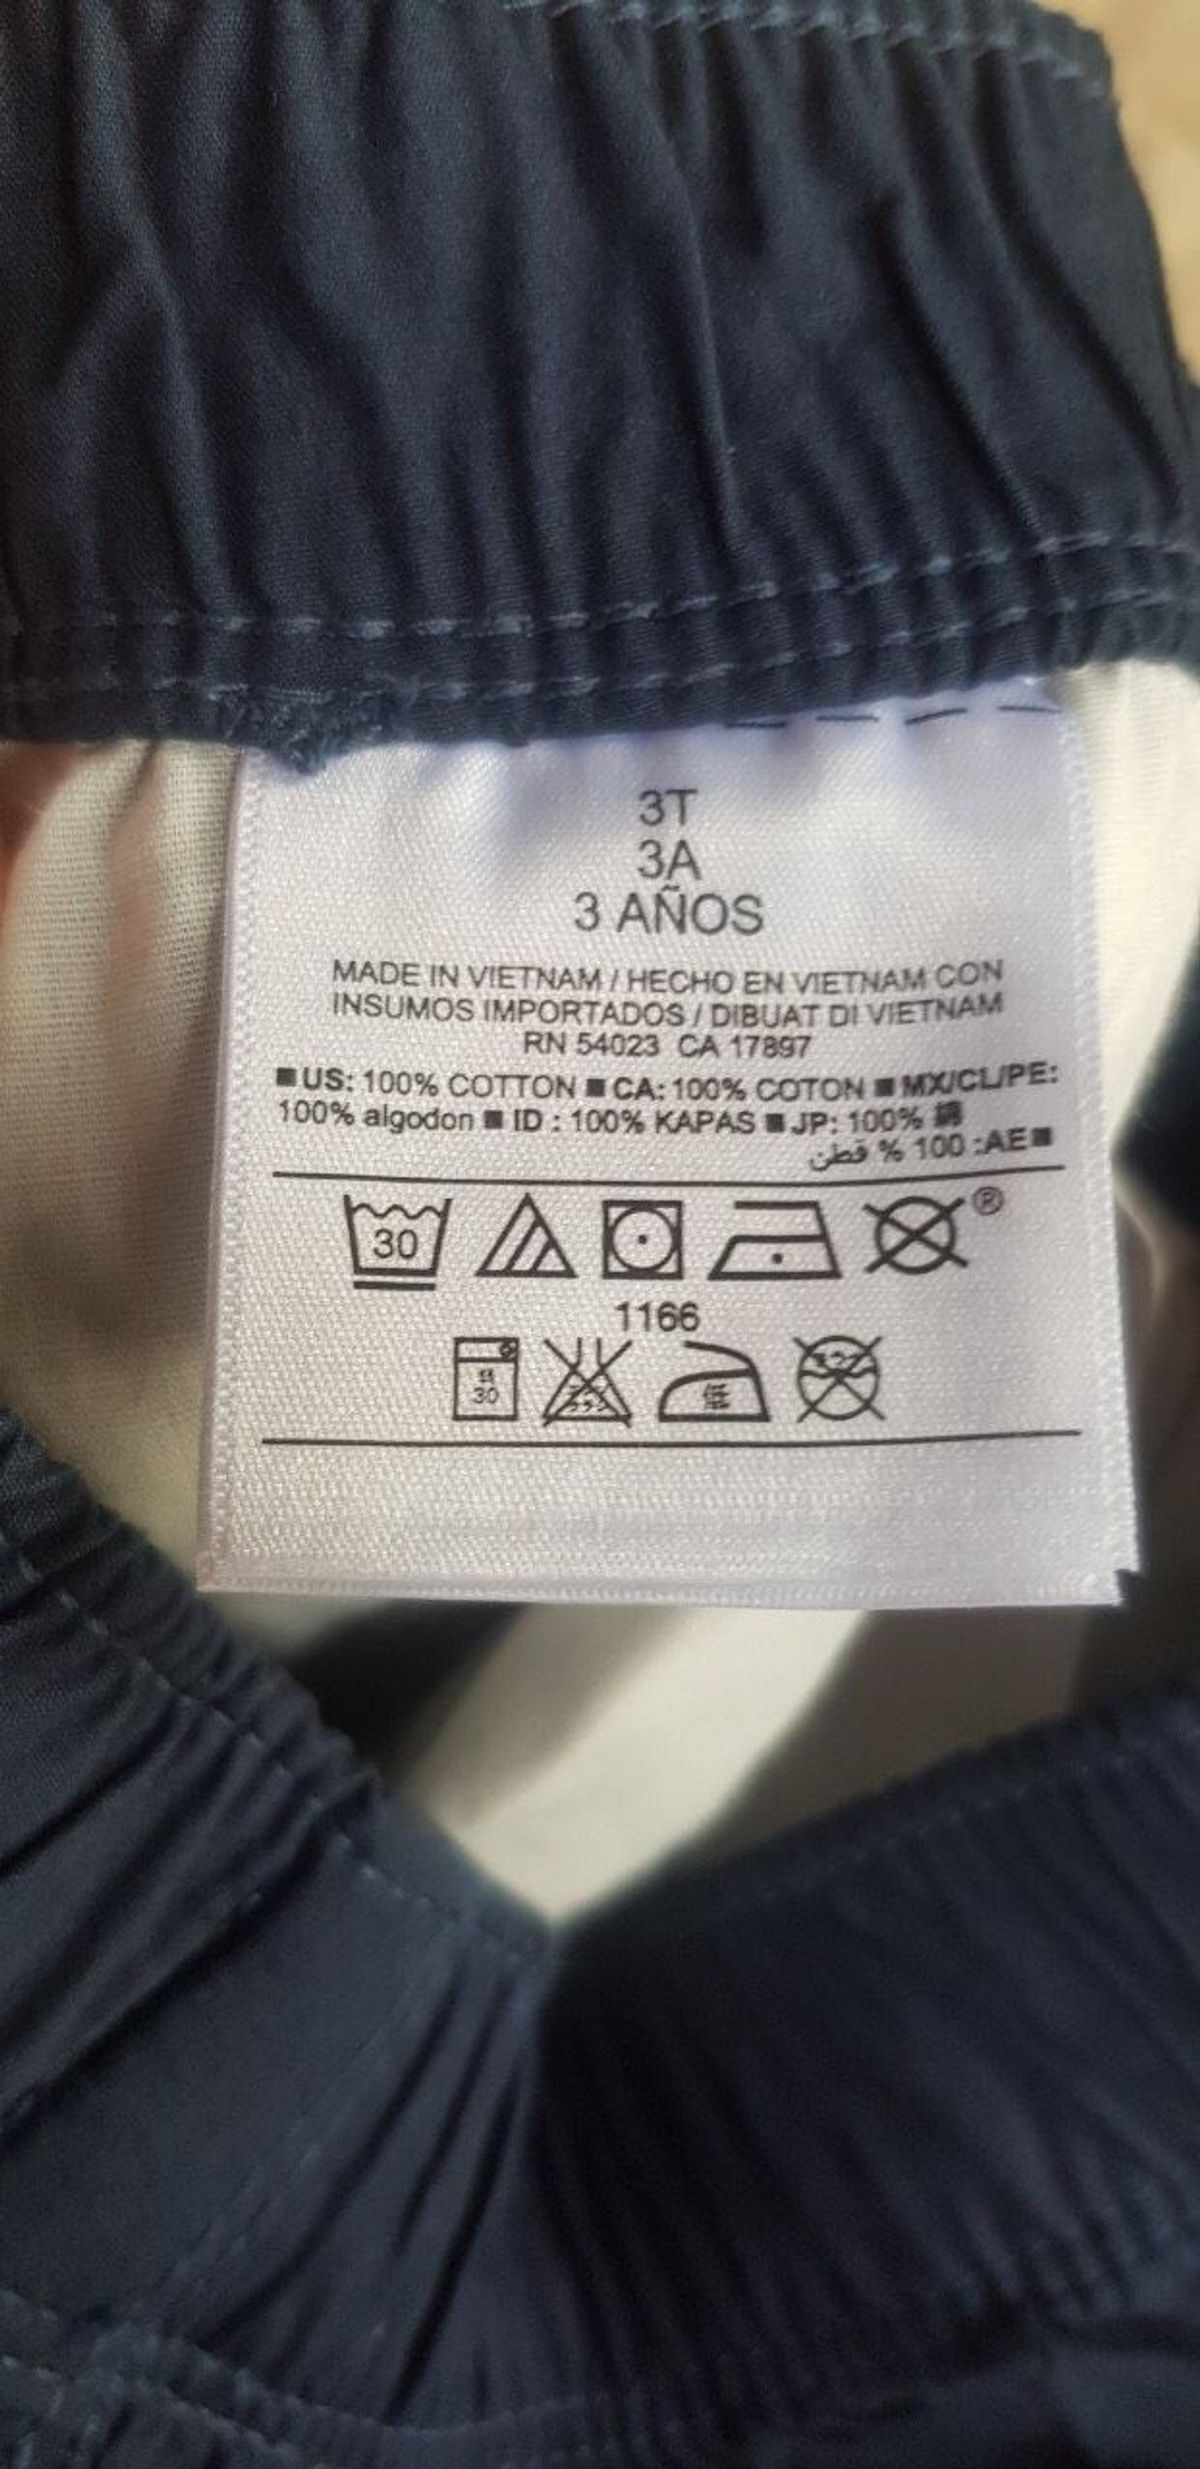 3T
3A
3 AÑOS
MADE IN VIETNAM / HECHO EN VIETNAM CON
INSUMOS IMPORTADOS / DIBUAT DI VIETNAM
RN 54023 CA 17897
■ US: 100% COTTON ■ CA: 100% COTON ■ MX/CL/PE:
100% algodon ■ ID : 100% KAPAS ■ JP: 100% 綿
■AE: 100 % قطن
30
®
1166
30
低